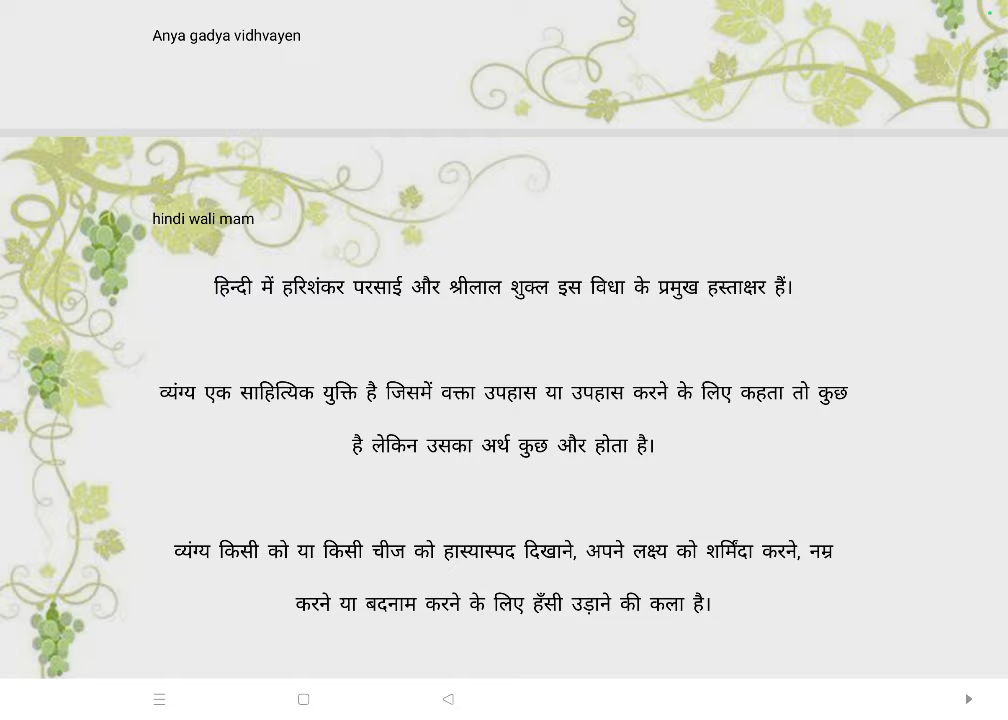 Anya gadya vidhvayen
hindi wali mam
हिन्दी में हरिशंकर परसाई और श्रीलाल शुक्ल इस विधा के प्रमुख हस्ताक्षर हैं।
व्यंग्य एक साहित्यिक युक्ति है जिसमें वक्ता उपहास या उपहास करने के लिए कहता तो कुछ
है लेकिन उसका अर्थ कुछ और होता है।
व्यंग्य किसी को या किसी चीज को हास्यास्पद दिखाने, अपने लक्ष्य को शर्मिंदा करने, नम्र
करने या बदनाम करने के लिए हँसी उड़ाने की कला है।